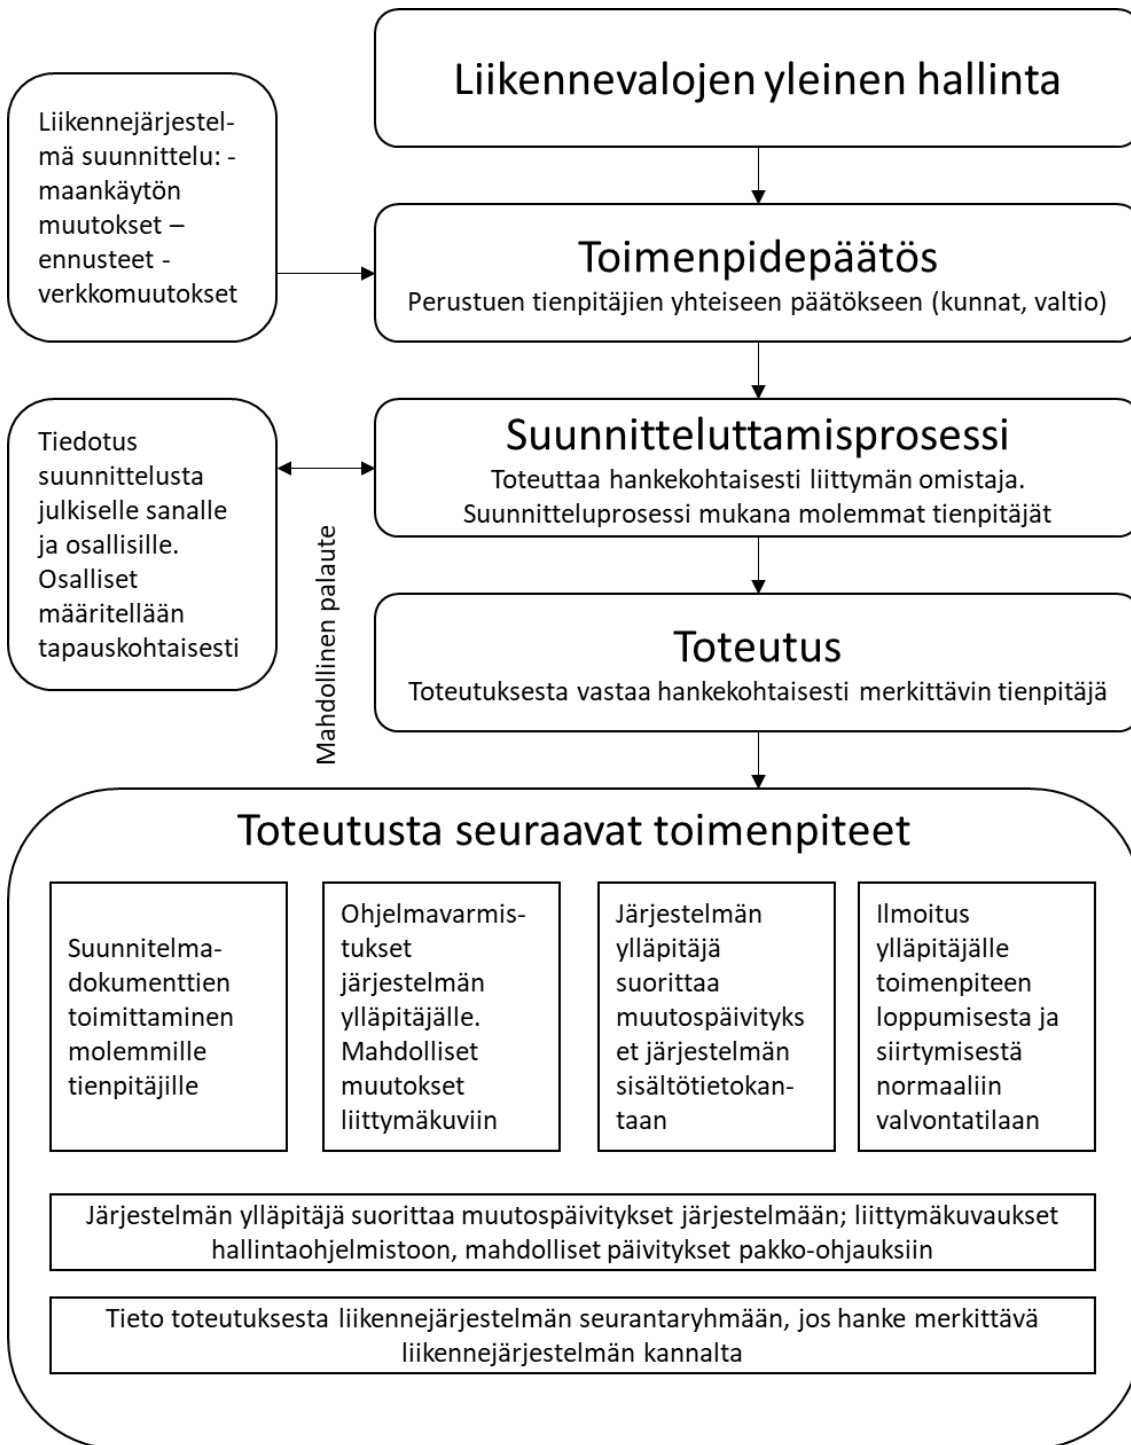 Liikennevalojen yleinen hallinta
Liikennejärjestel-
mä suunnittelu: -
maankäytön
muutokset –
ennusteet -
verkkomuutokset
Toimenpidepäätös
Perustuen tienpitäjien yhteiseen päätökseen (kunnat, valtio)
Tiedotus
suunnittelusta
julkiselle sanalle
ja osallisille.
Osalliset
määritellään
tapauskohtaisesti
Suunnitteluttamisprosessi
Toteuttaa hankekohtaisesti liittymän omistaja.
Suunnitteluprosessi mukana molemmat tienpitäjät
Mahdollinen palaute
Toteutus
Toteutuksesta vastaa hankekohtaisesti merkittävin tienpitäjä
Toteutusta seuraavat toimenpiteet
Suunnitelma-
dokumenttien
toimittaminen
molemmille
tienpitäjille
Ohjelmavarmis-
tukset
järjestelmän
ylläpitäjälle.
Mahdolliset
muutokset
liittymäkuviin
Järjestelmän
ylläpitäjä
suorittaa
muutospäivityks
et järjestelmän
sisältötietokan-
taan
Ilmoitus
ylläpitäjälle
toimenpiteen
loppumisesta ja
siirtymisestä
normaaliin
valvontatilaan
Järjestelmän ylläpitäjä suorittaa muutospäivitykset järjestelmään; liittymäkuvaukset
hallintaohjelmistoon, mahdolliset päivitykset pakko-ohjauksiin
Tieto toteutuksesta liikennejärjestelmän seurantaryhmään, jos hanke merkittävä
liikennejärjestelmän kannalta